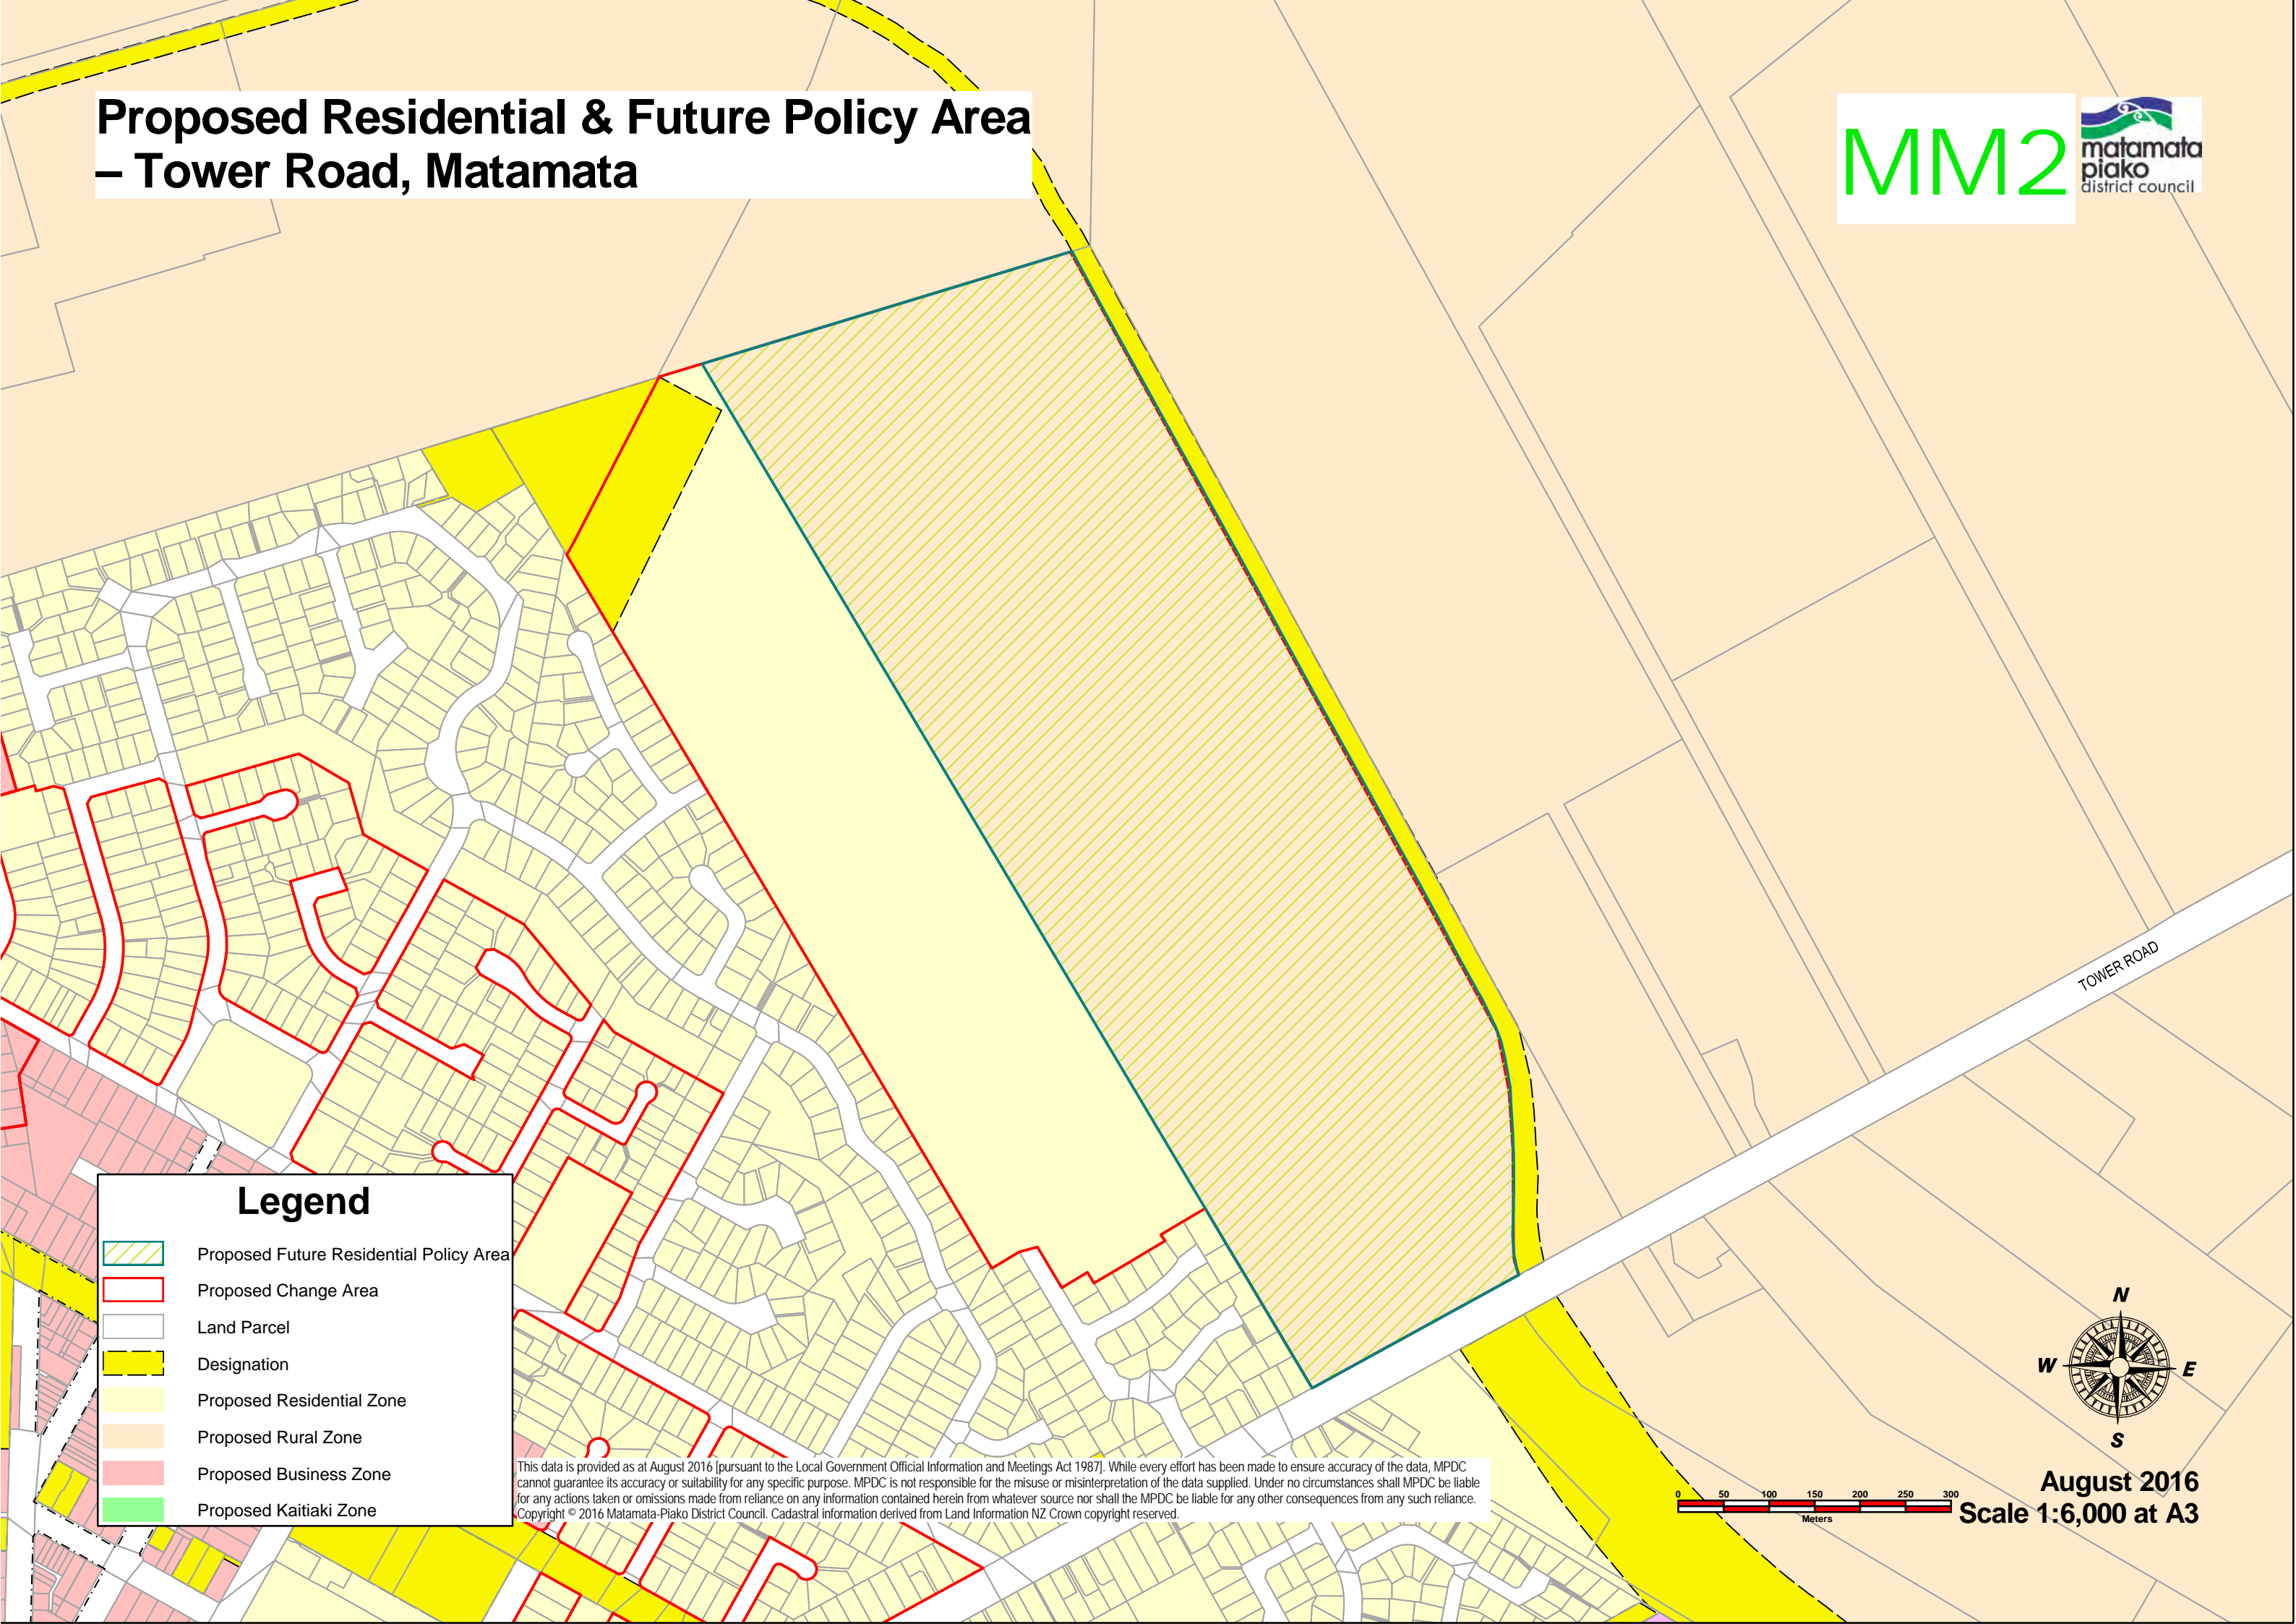 Proposed Residential & Future Policy Area
– Tower Road, Matamata
MM2
matamata
piako
district council
TOWER ROAD
Legend
Proposed Future Residential Policy Area
Proposed Change Area
Land Parcel
Designation
Proposed Residential Zone
Proposed Rural Zone
Proposed Business Zone
Proposed Kaitiaki Zone
This data is provided as at August 2016 [pursuant to the Local Government Official Information and Meetings Act 1987]. While every effort has been made to ensure accuracy of the data, MPDC
cannot guarantee its accuracy or suitability for any specific purpose. MPDC is not responsible for the misuse or misinterpretation of the data supplied. Under no circumstances shall MPDC be liable
for any actions taken or omissions made from reliance on any information contained herein from whatever source nor shall the MPDC be liable for any other consequences from any such reliance.
Copyright © 2016 Matamata-Piako District Council. Cadastral information derived from Land Information NZ Crown copyright reserved.
N
W E
S
0 50 100 150 200 250 300
Meters
August 2016
Scale 1:6,000 at A3